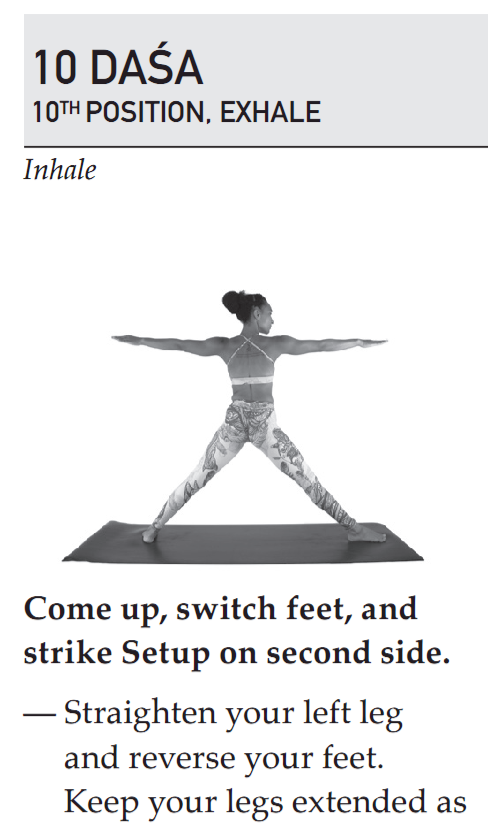 10 DAŚA
10TH POSITION, EXHALE
Inhale
Come up, switch feet, and
strike Setup on second side.
— Straighten your left leg
and reverse your feet.
Keep your legs extended as